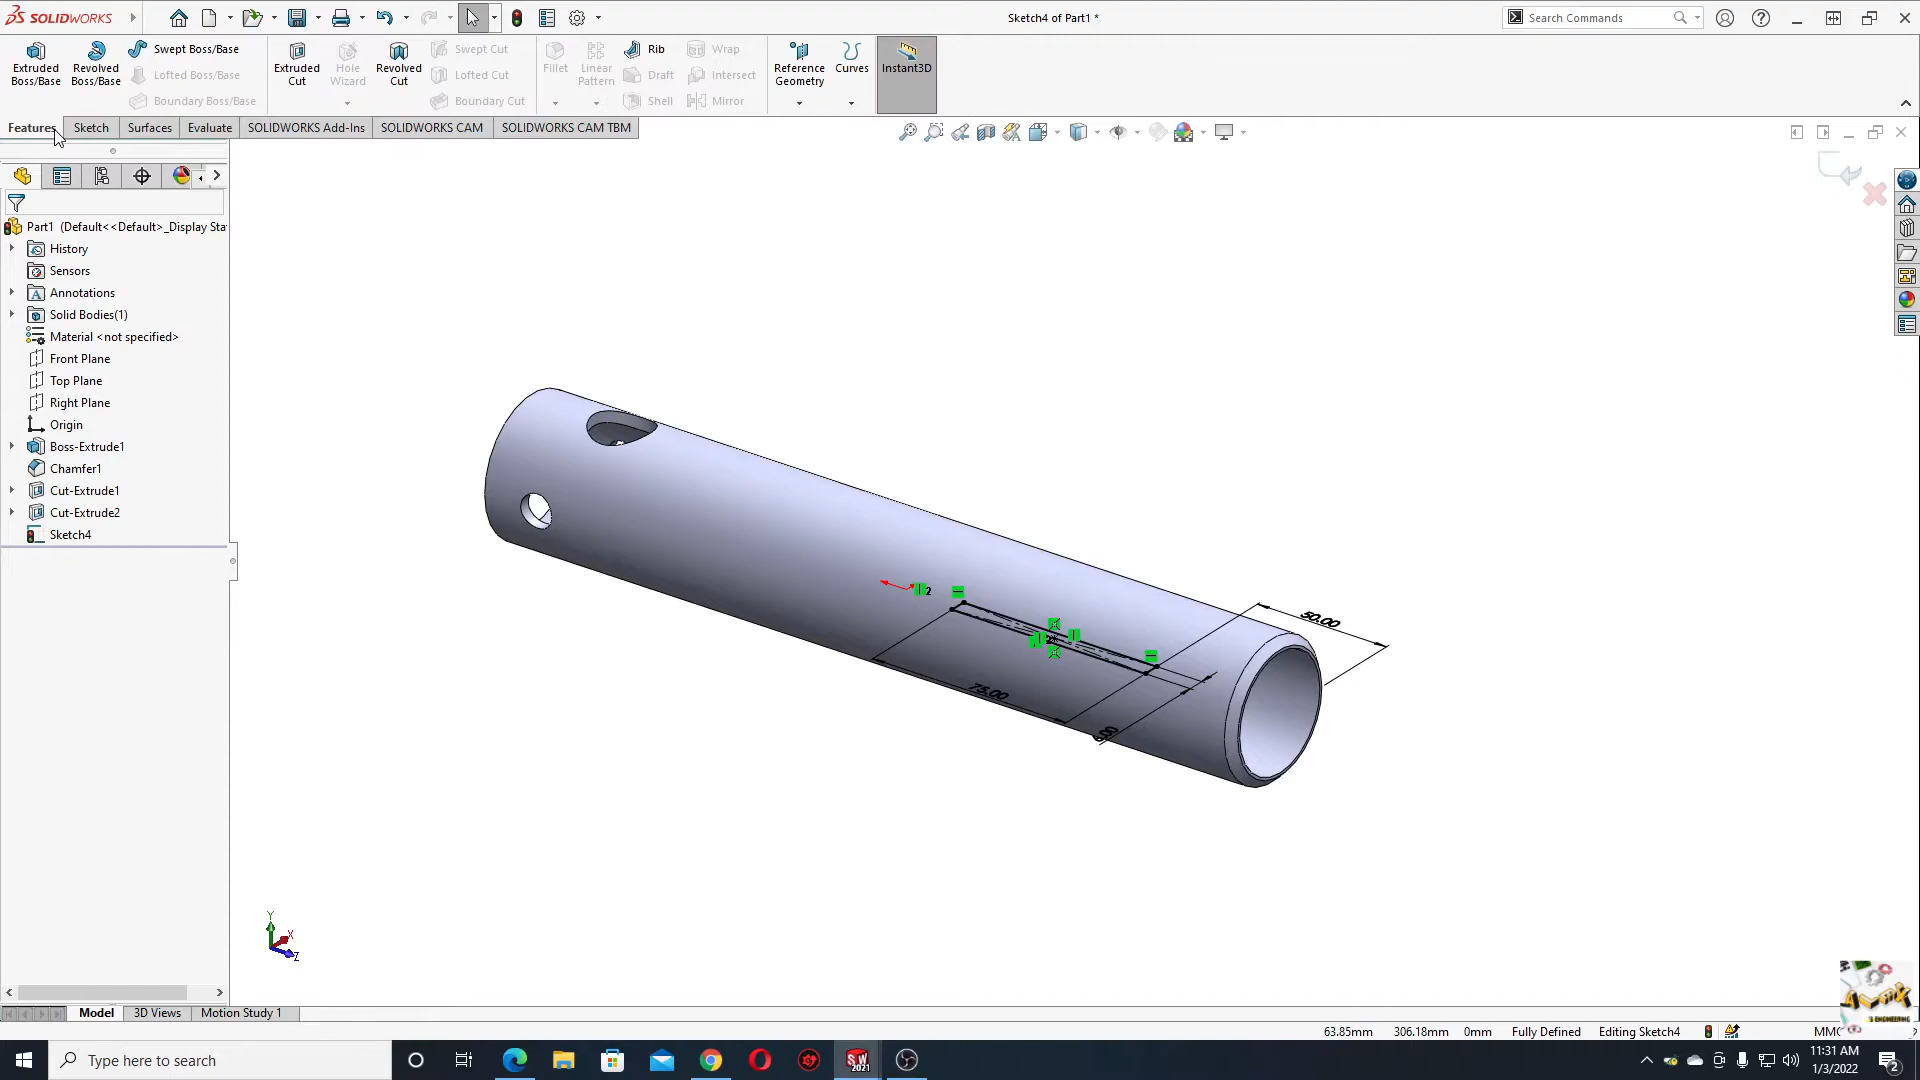 SOLIDWORKS
Sketch4 of Part1 *
Search Commands
Extruded Boss/Base
Revolved Boss/Base
Swept Boss/Base
Lofted Boss/Base
Boundary Boss/Base
Extruded Cut
Hole Wizard
Revolved Cut
Swept Cut
Lofted Cut
Boundary Cut
Fillet
Linear Pattern
Rib
Draft
Shell
Wrap
Intersect
Mirror
Reference Geometry
Curves
Instant3D
Features
Sketch
Surfaces
Evaluate
SOLIDWORKS Add-Ins
SOLIDWORKS CAM
SOLIDWORKS CAM TBM
Part1 (Default<<Default>_Display Sta
History
Sensors
Annotations
Solid Bodies(1)
Material <not specified>
Front Plane
Top Plane
Right Plane
Origin
Boss-Extrude1
Chamfer1
Cut-Extrude1
Cut-Extrude2
Sketch4
2
50.00
75.00
Y
X
Z
Model
3D Views
Motion Study 1
63.85mm
306.18mm
0mm
Fully Defined
Editing Sketch4
Type here to search
SW
2021
11:31 AM
1/3/2022
2